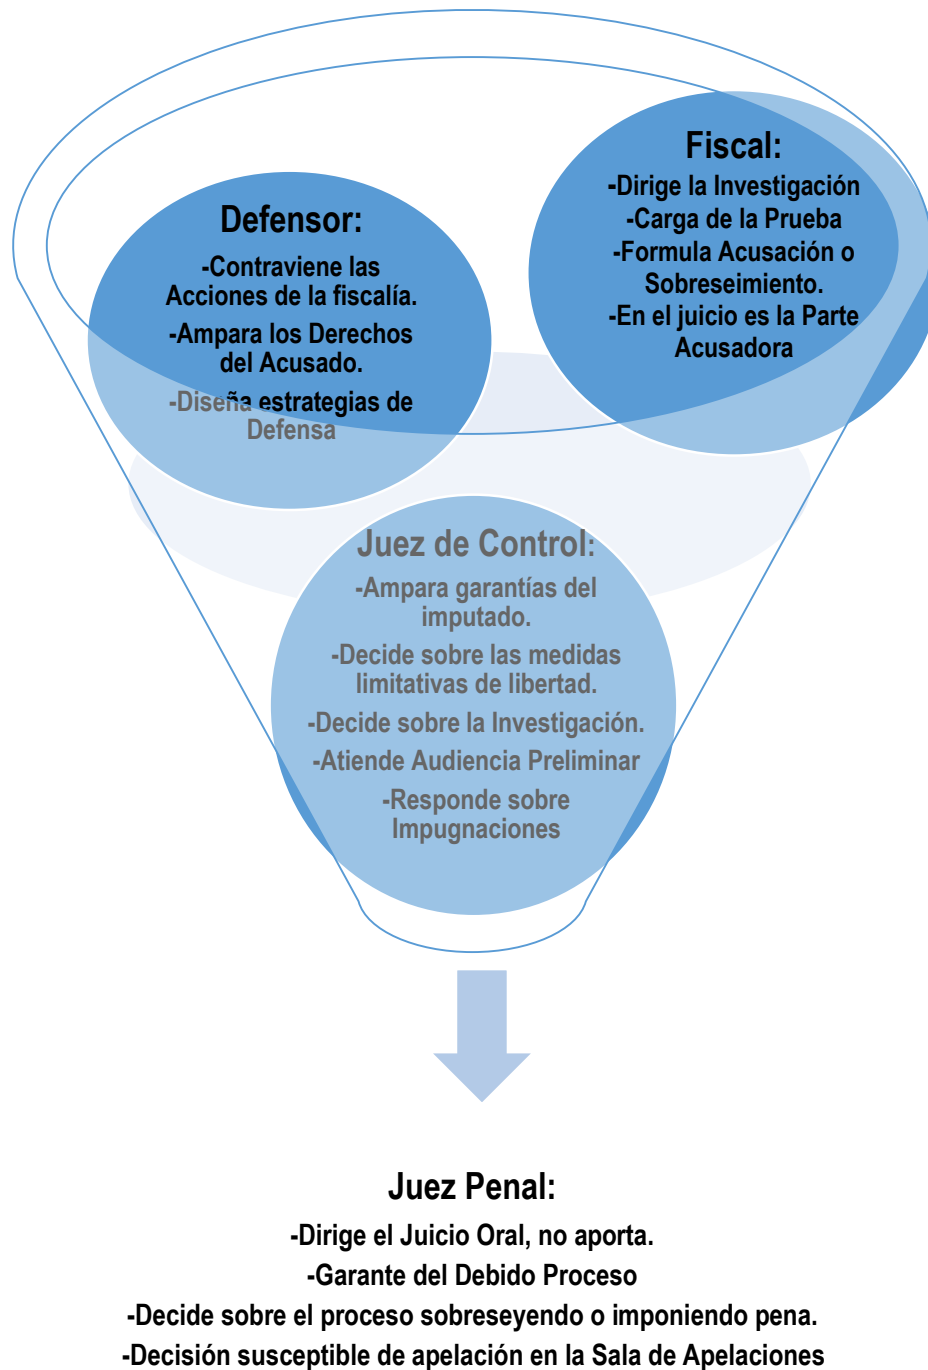 Fiscal:
-Dirige la Investigación
-Carga de la Prueba
-Formula Acusación o
Sobreseimiento.
-En el juicio es la Parte
Acusadora
Defensor:
-Contraviene las
Acciones de la fiscalía.
-Ampara los Derechos
del Acusado.
-Diseña estrategias de
Defensa
Juez de Control:
-Ampara garantías del
imputado.
-Decide sobre las medidas
limitativas de libertad.
-Decide sobre la Investigación.
-Atiende Audiencia Preliminar
-Responde sobre
Impugnaciones
Juez Penal:
-Dirige el Juicio Oral, no aporta.
-Garante del Debido Proceso
-Decide sobre el proceso sobreseyendo o imponiendo pena.
-Decisión susceptible de apelación en la Sala de Apelaciones